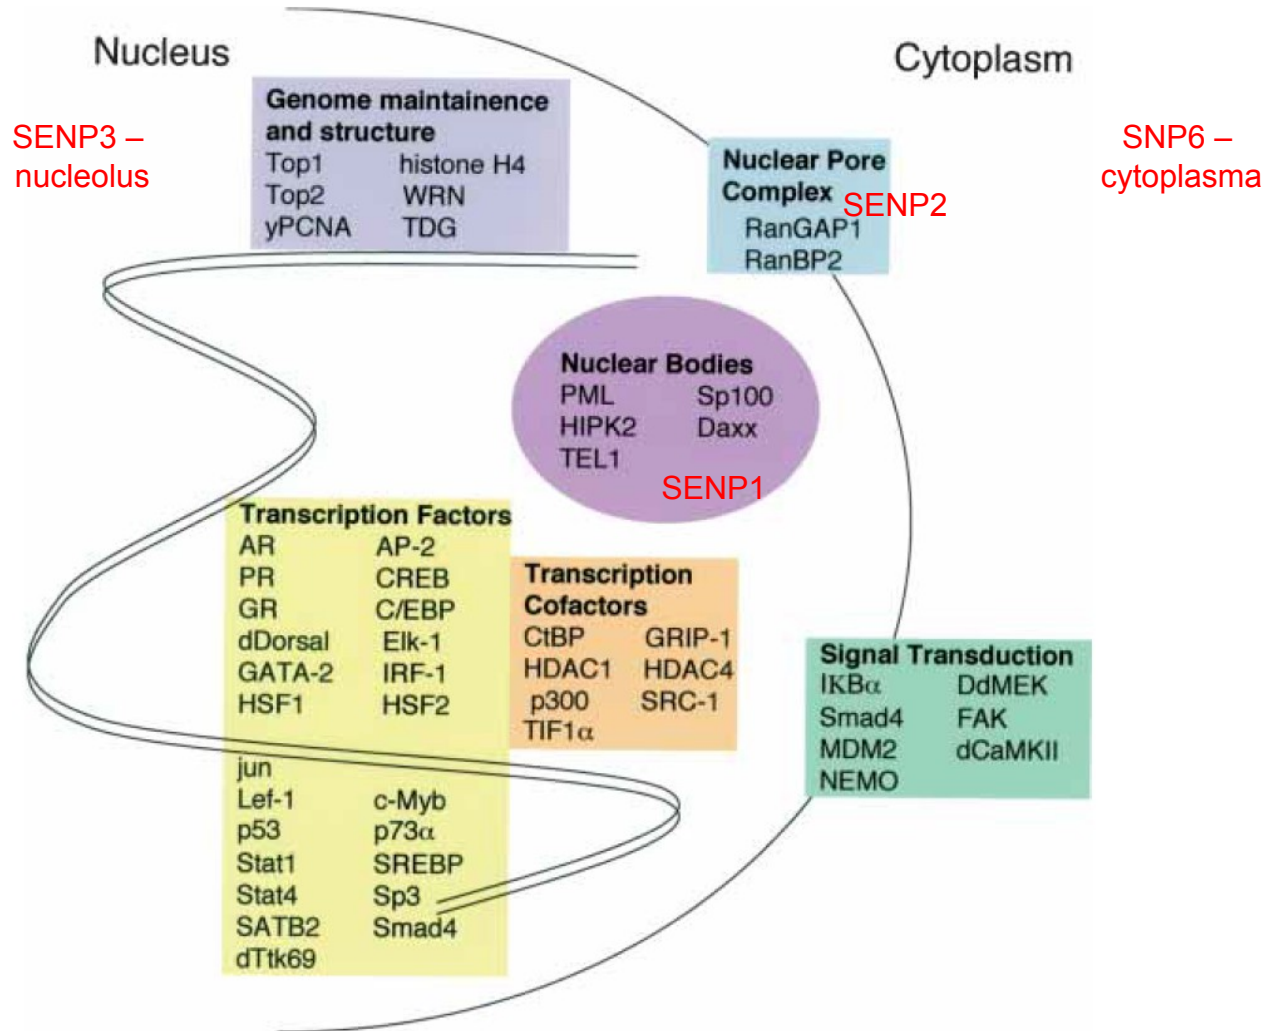 Nucleus
Cytoplasm
SENP3 –
nucleolus
Genome maintainence
and structure
Top1 histone H4
Top2 WRN
yPCNA TDG
Nuclear Pore
Complex
SENP2
RanGAP1
RanBP2
SNP6 –
cytoplasma
Nuclear Bodies
PML Sp100
HIPK2 Daxx
TEL1
SENP1
Transcription Factors
AR AP-2
PR CREB
GR C/EBP
dDorsal Elk-1
GATA-2 IRF-1
HSF1 HSF2
jun
Lef-1 c-Myb
p53 p73α
Stat1 SREBP
Stat4 Sp3
SATB2 Smad4
dTtk69
Transcription
Cofactors
CtBP GRIP-1
HDAC1 HDAC4
p300 SRC-1
TIF1α
Signal Transduction
IKBα DdMEK
Smad4 FAK
MDM2 dCaMKII
NEMO